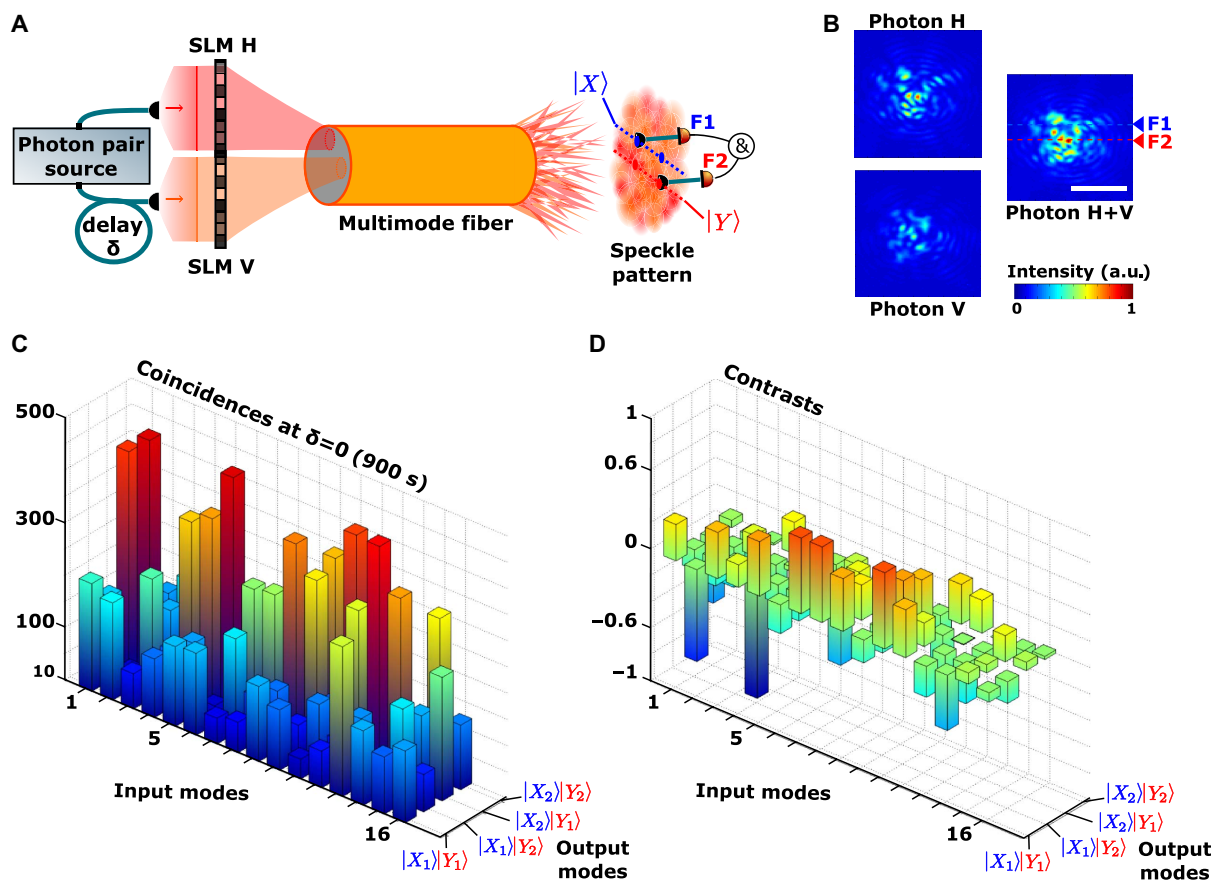 A
SLM H
Photon pair
source
delay
δ
SLM V
Multimode fiber
|X⟩
F1
&
F2
|Y⟩
Speckle
pattern
B
Photon H
Photon V
F1
F2
Photon H+V
Intensity (a.u.)
0
1
C
Coincidences at δ=0 (900 s)
500
300
100
10
1
5
16
Input modes
|X₂⟩|Y₂⟩
|X₂⟩|Y₁⟩
|X₁⟩|Y₂⟩
|X₁⟩|Y₁⟩
Output
modes
D
Contrasts
1
0.6
0
−0.6
−1
1
5
16
Input modes
|X₂⟩|Y₂⟩
|X₂⟩|Y₁⟩
|X₁⟩|Y₂⟩
|X₁⟩|Y₁⟩
Output
modes